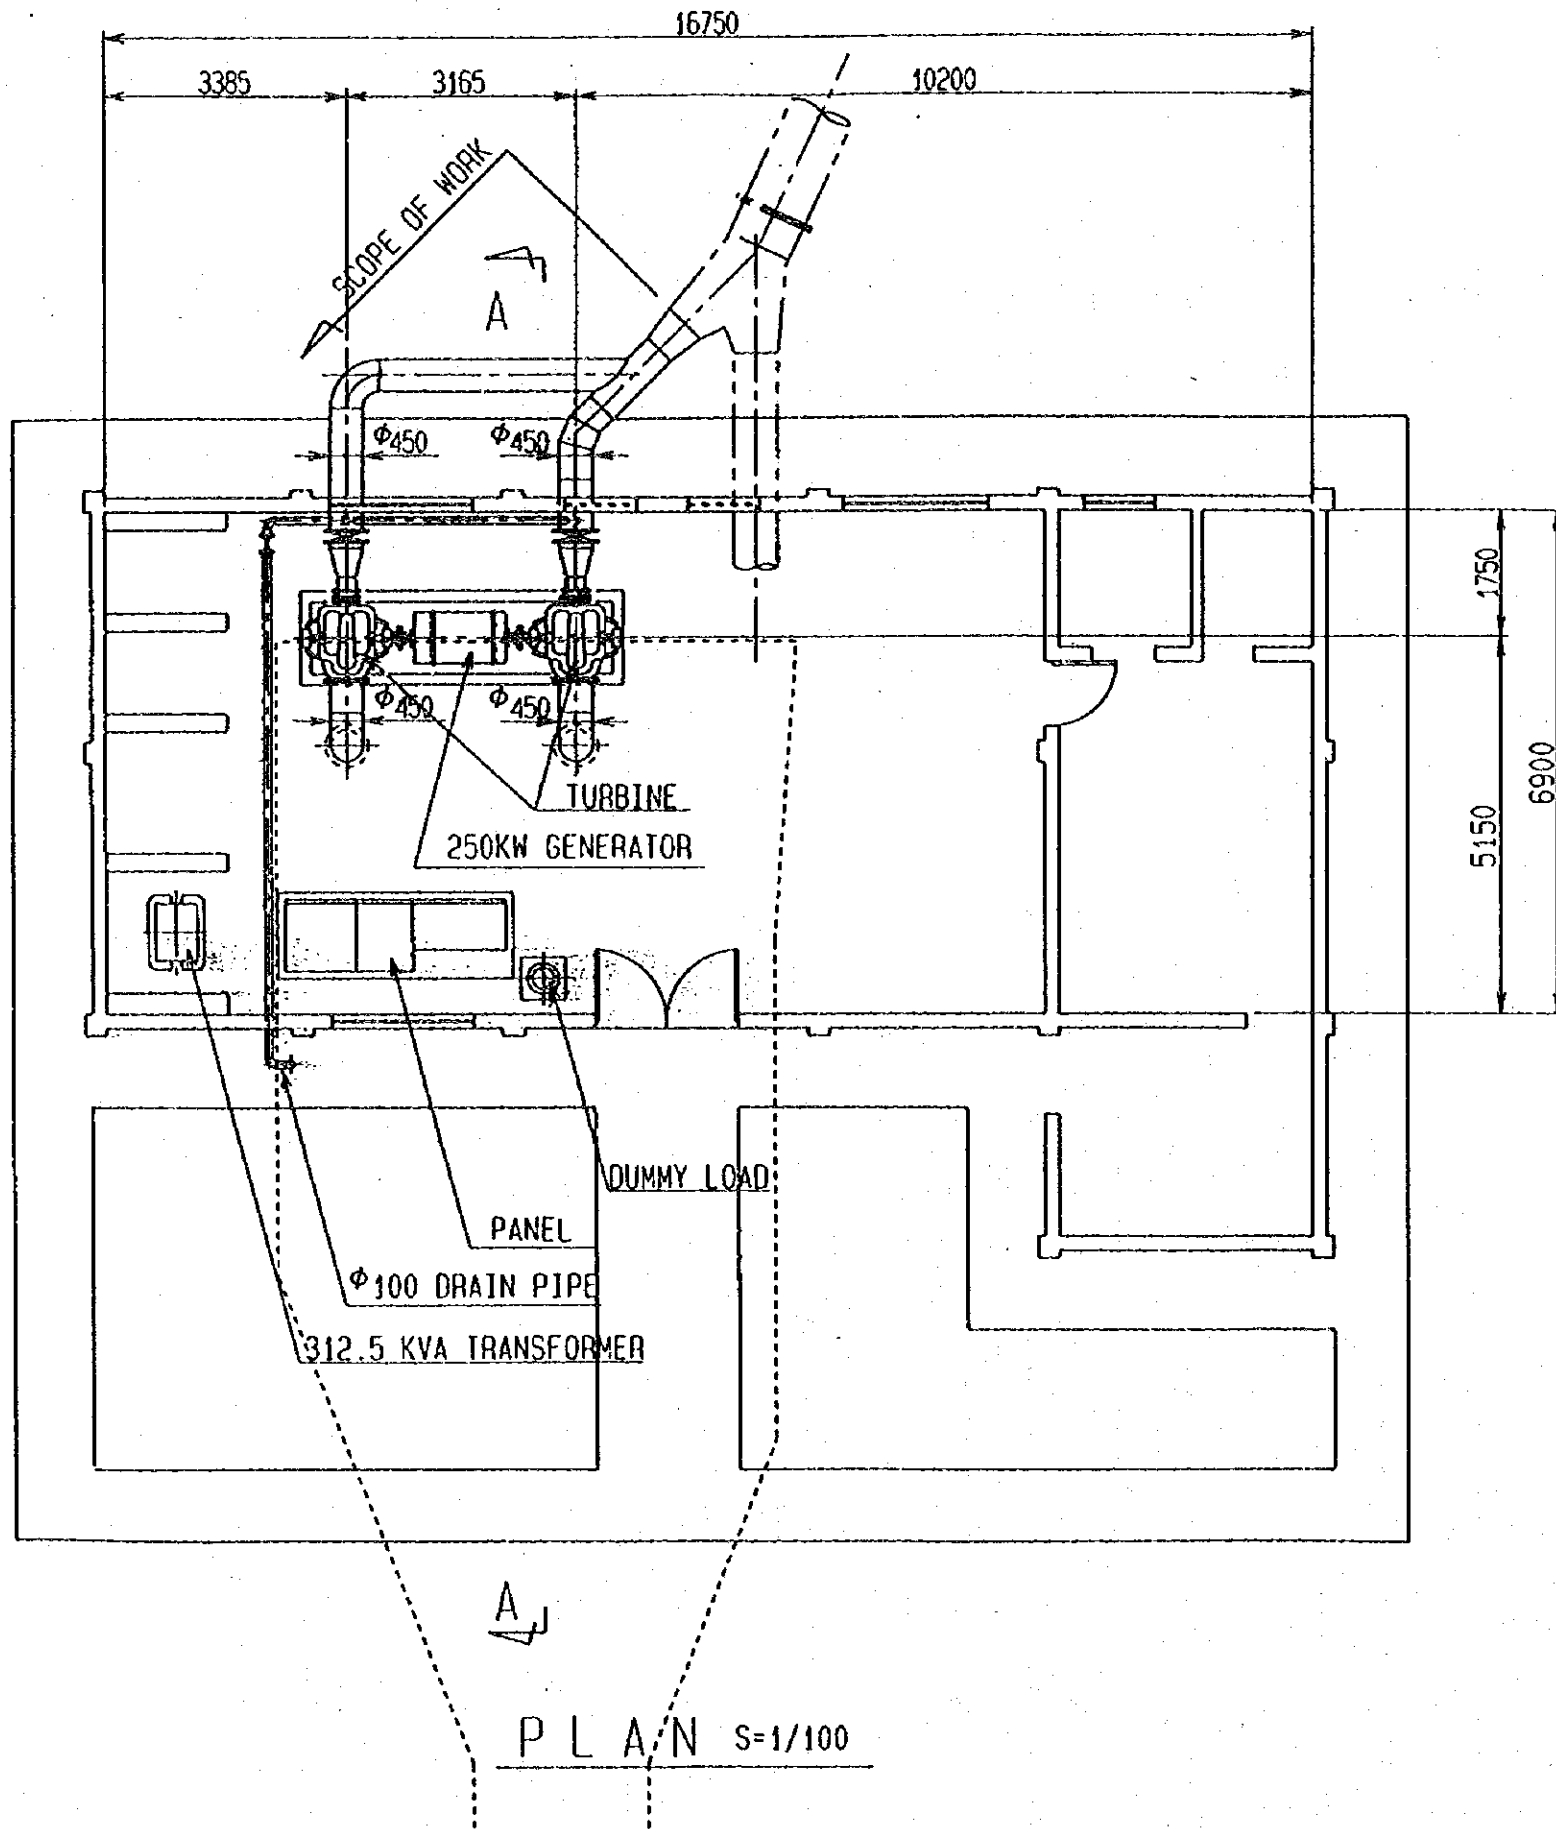 16750
3385
3165
10200
SCOPE OF WORK
A
φ450
φ450
1750
φ450
φ450
6900
TURBINE
5150
250KW GENERATOR
DUMMY LOAD
PANEL
φ100 DRAIN PIPE
312.5 KVA TRANSFORMER
A
PLAN S=1/100